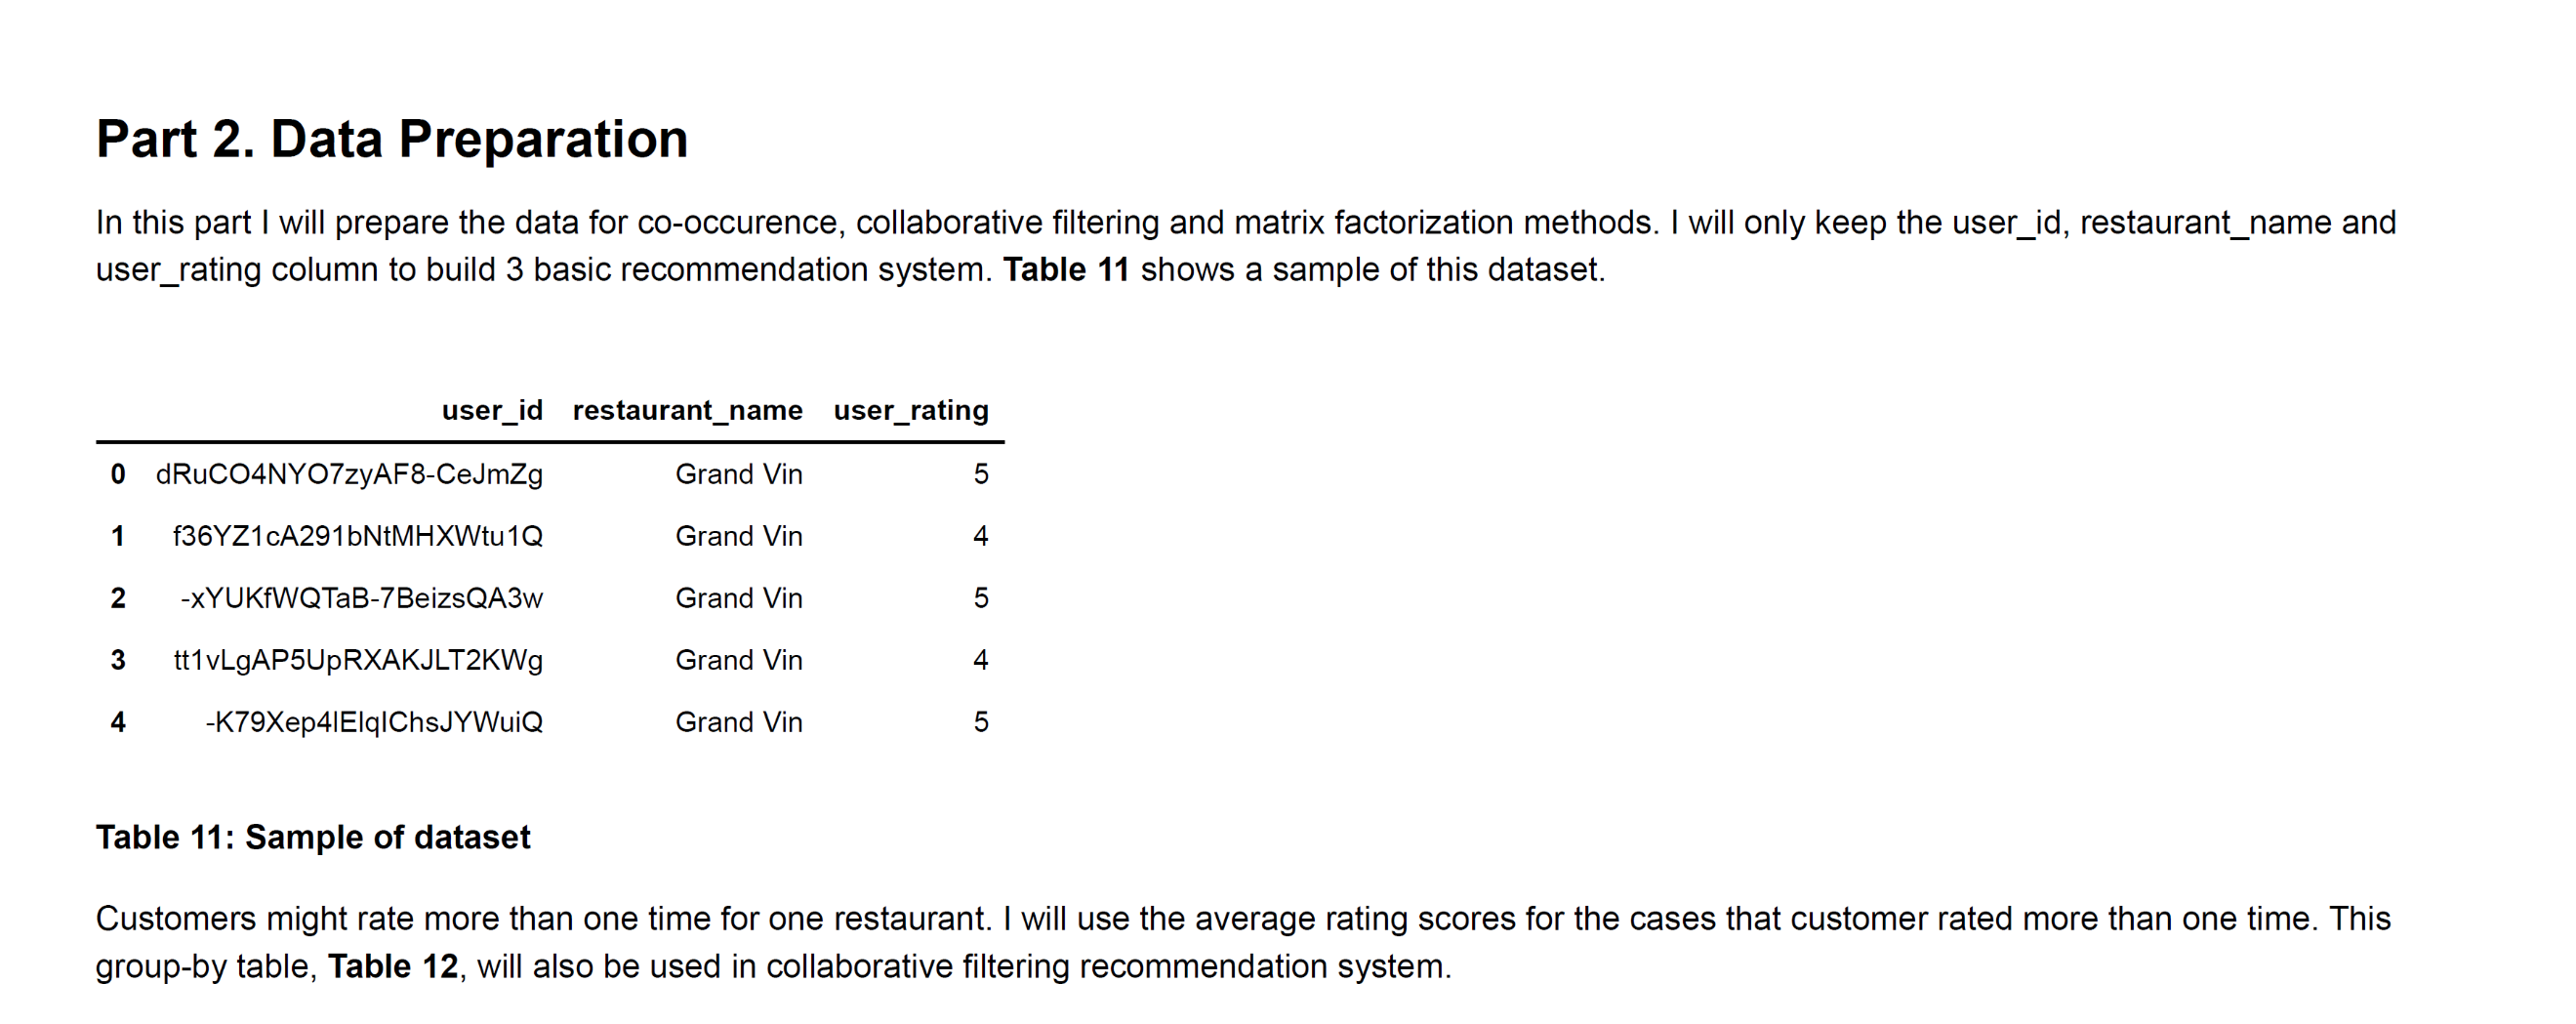 Part 2. Data Preparation
In this part I will prepare the data for co-occurence, collaborative filtering and matrix factorization methods. I will only keep the user_id, restaurant_name and
user_rating column to build 3 basic recommendation system. Table 11 shows a sample of this dataset.
user_id restaurant_name user_rating
0 dRuCO4NYO7zyAF8-CeJmZg Grand Vin 5
1 f36YZ1cA291bNtMHXWtu1Q Grand Vin 4
2 -xYUKfWQTaB-7BeizsQA3w Grand Vin 5
3 tt1vLgAP5UpRXAKJLT2KWg Grand Vin 4
4 -K79Xep4IElqIChsJYWuiQ Grand Vin 5
Table 11: Sample of dataset
Customers might rate more than one time for one restaurant. I will use the average rating scores for the cases that customer rated more than one time. This
group-by table, Table 12, will also be used in collaborative filtering recommendation system.